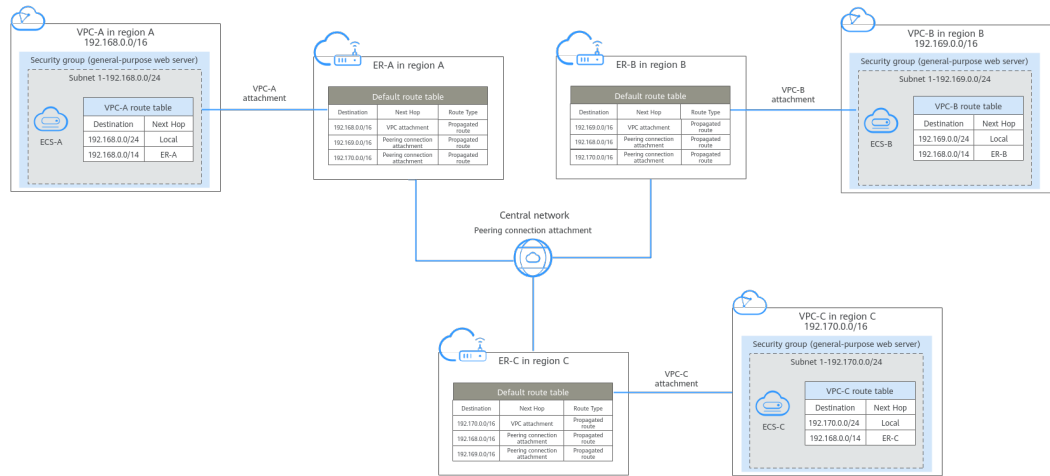 VPC-A in region A
192.168.0.0/16
Security group (general-purpose web server)
Subnet 1-192.168.0.0/24
ECS-A
VPC-A route table
Destination Next Hop
192.168.0.0/24 Local
192.168.0.0/14 ER-A
VPC-A
attachment
ER-A in region A
Default route table
Destination Next Hop Route Type
192.168.0.0/16 VPC attachment Propagated route
192.169.0.0/16 Peering connection attachment Propagated route
192.170.0.0/16 Peering connection attachment Propagated route
ER-B in region B
Default route table
Destination Next Hop Route Type
192.169.0.0/16 VPC attachment Propagated route
192.168.0.0/16 Peering connection attachment Propagated route
192.170.0.0/16 Peering connection attachment Propagated route
VPC-B
attachment
VPC-B in region B
192.169.0.0/16
Security group (general-purpose web server)
Subnet 1-192.169.0.0/24
ECS-B
VPC-B route table
Destination Next Hop
192.169.0.0/24 Local
192.168.0.0/14 ER-B
Central network
Peering connection attachment
ER-C in region C
Default route table
Destination Next Hop Route Type
192.170.0.0/16 VPC attachment Propagated route
192.168.0.0/16 Peering connection attachment Propagated route
192.169.0.0/16 Peering connection attachment Propagated route
VPC-C
attachment
VPC-C in region C
192.170.0.0/16
Security group (general-purpose web server)
Subnet 1-192.170.0.0/24
ECS-C
VPC-C route table
Destination Next Hop
192.170.0.0/24 Local
192.168.0.0/14 ER-C